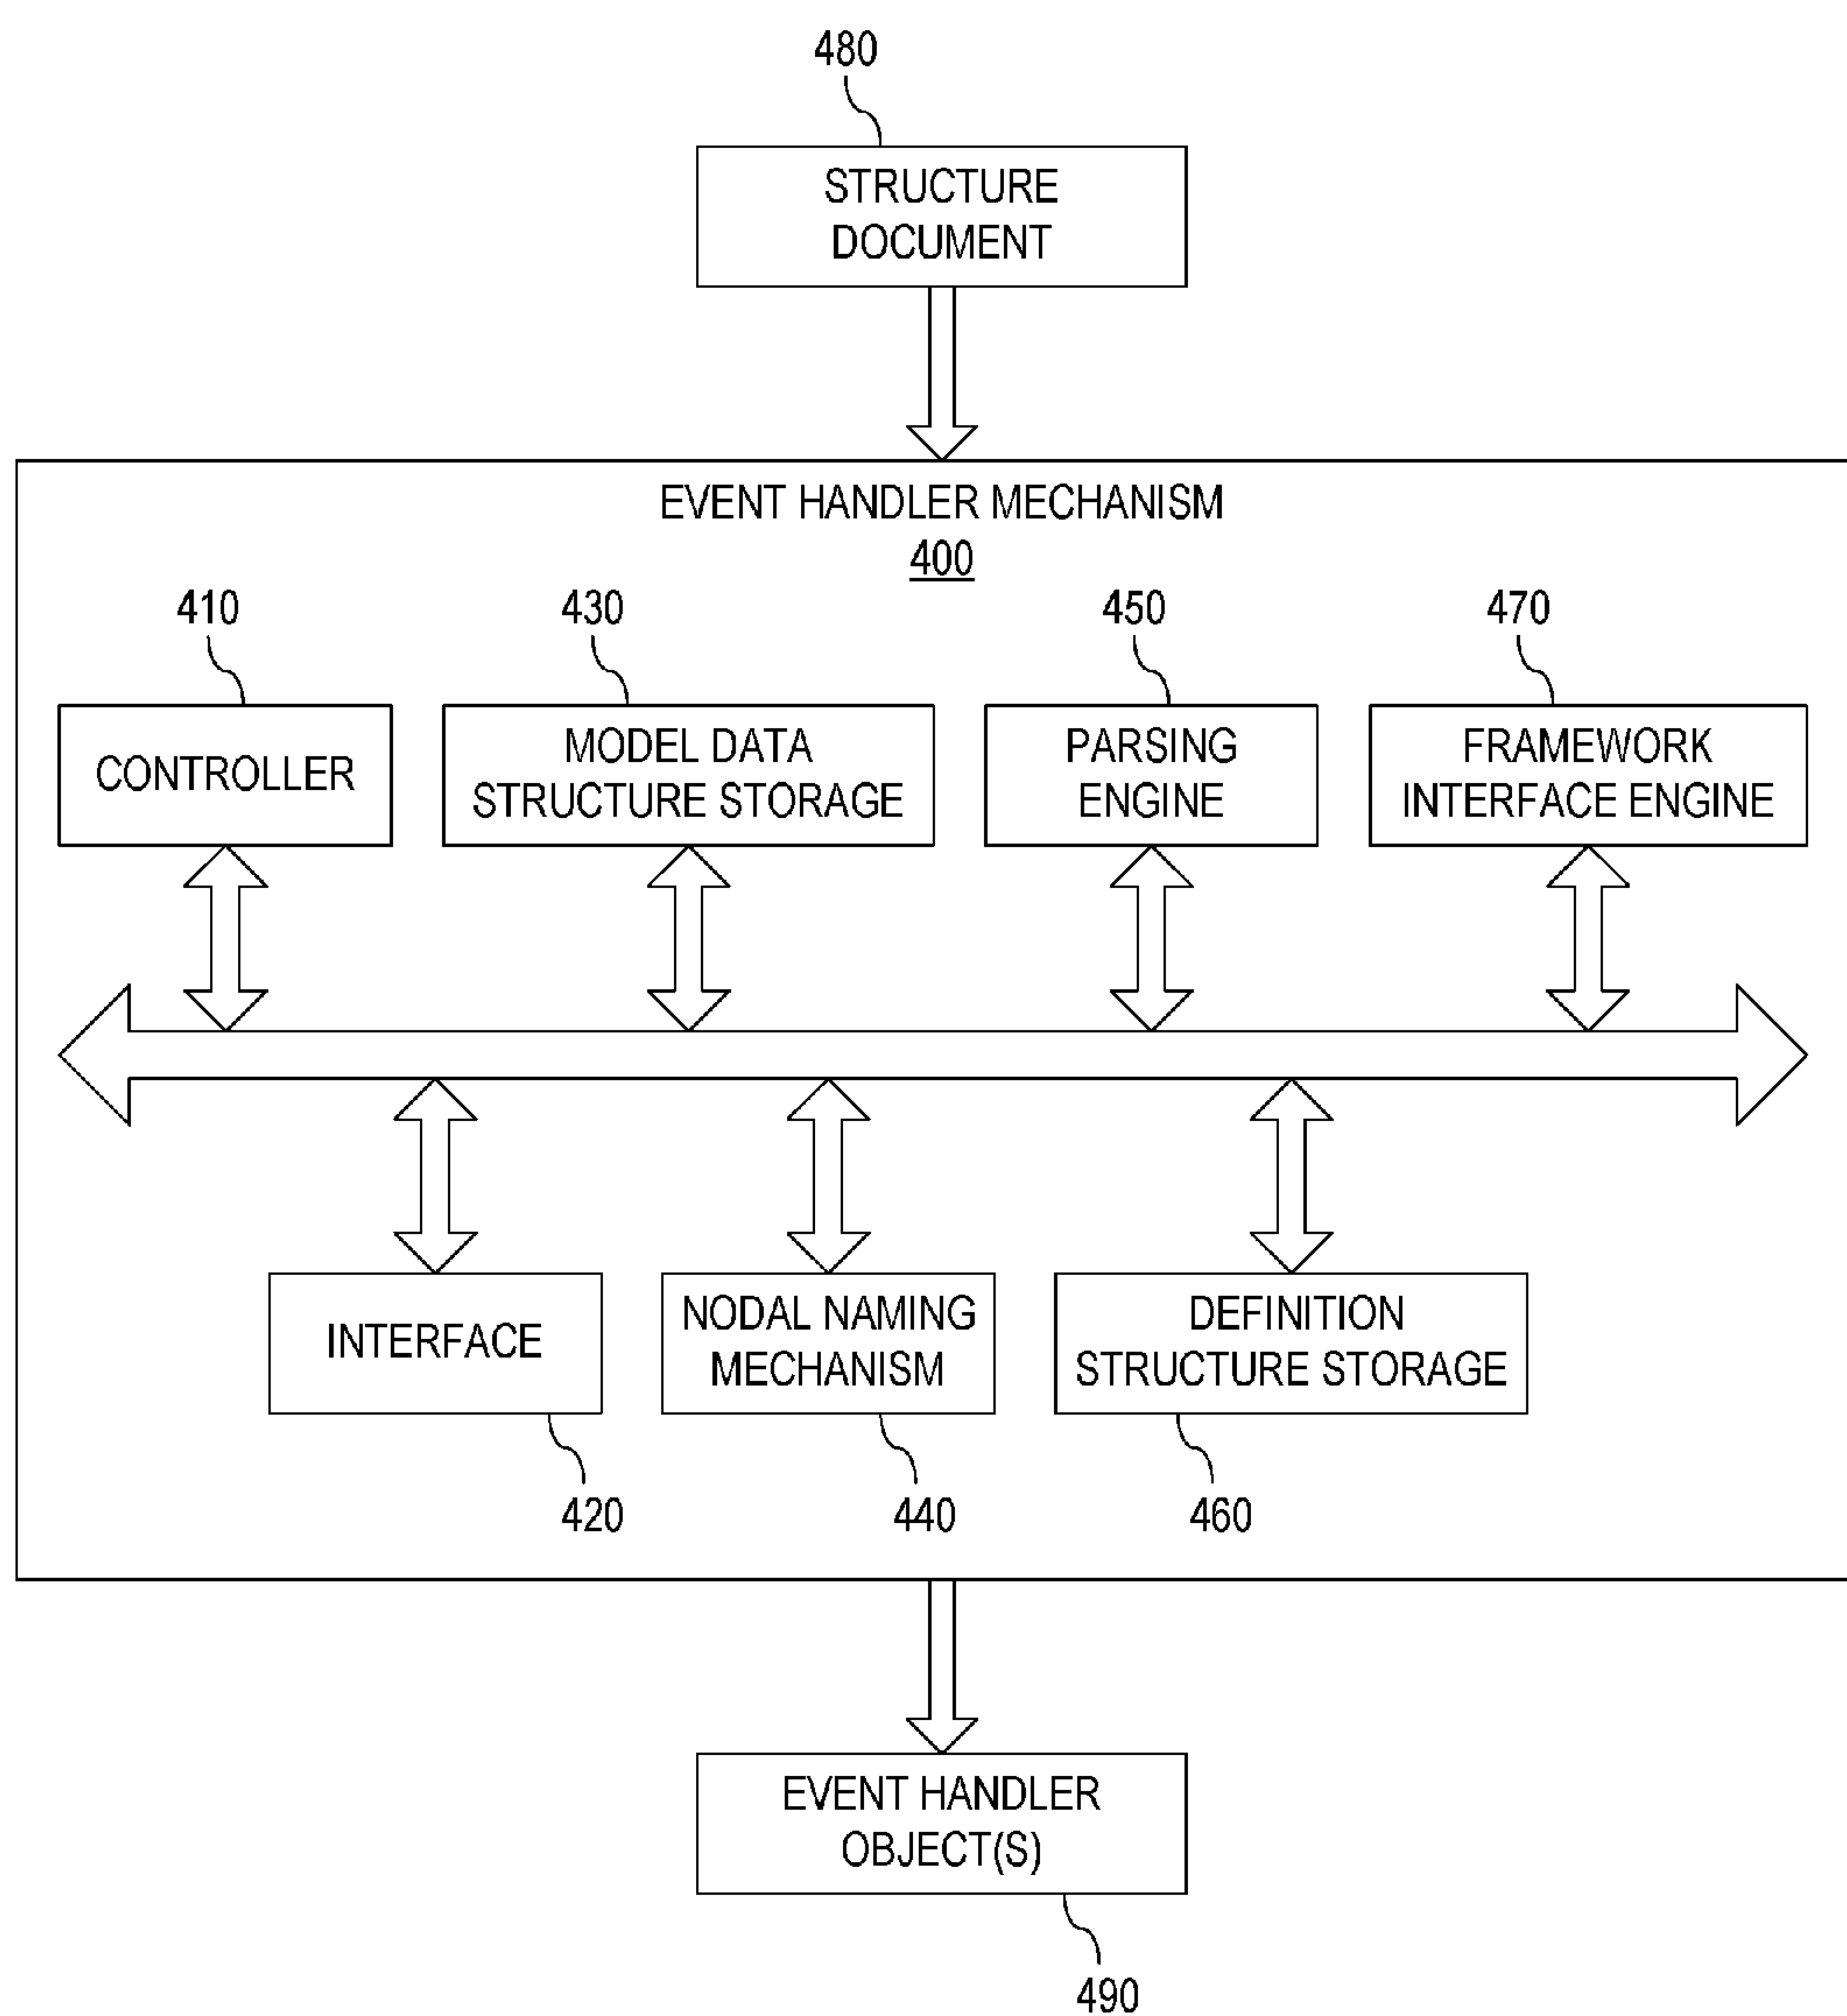 480
STRUCTURE
DOCUMENT
EVENT HANDLER MECHANISM
400
410
430
450
470
CONTROLLER
MODEL DATA
STRUCTURE STORAGE
PARSING
ENGINE
FRAMEWORK
INTERFACE ENGINE
INTERFACE
NODAL NAMING
MECHANISM
DEFINITION
STRUCTURE STORAGE
420
440
460
EVENT HANDLER
OBJECT(S)
490